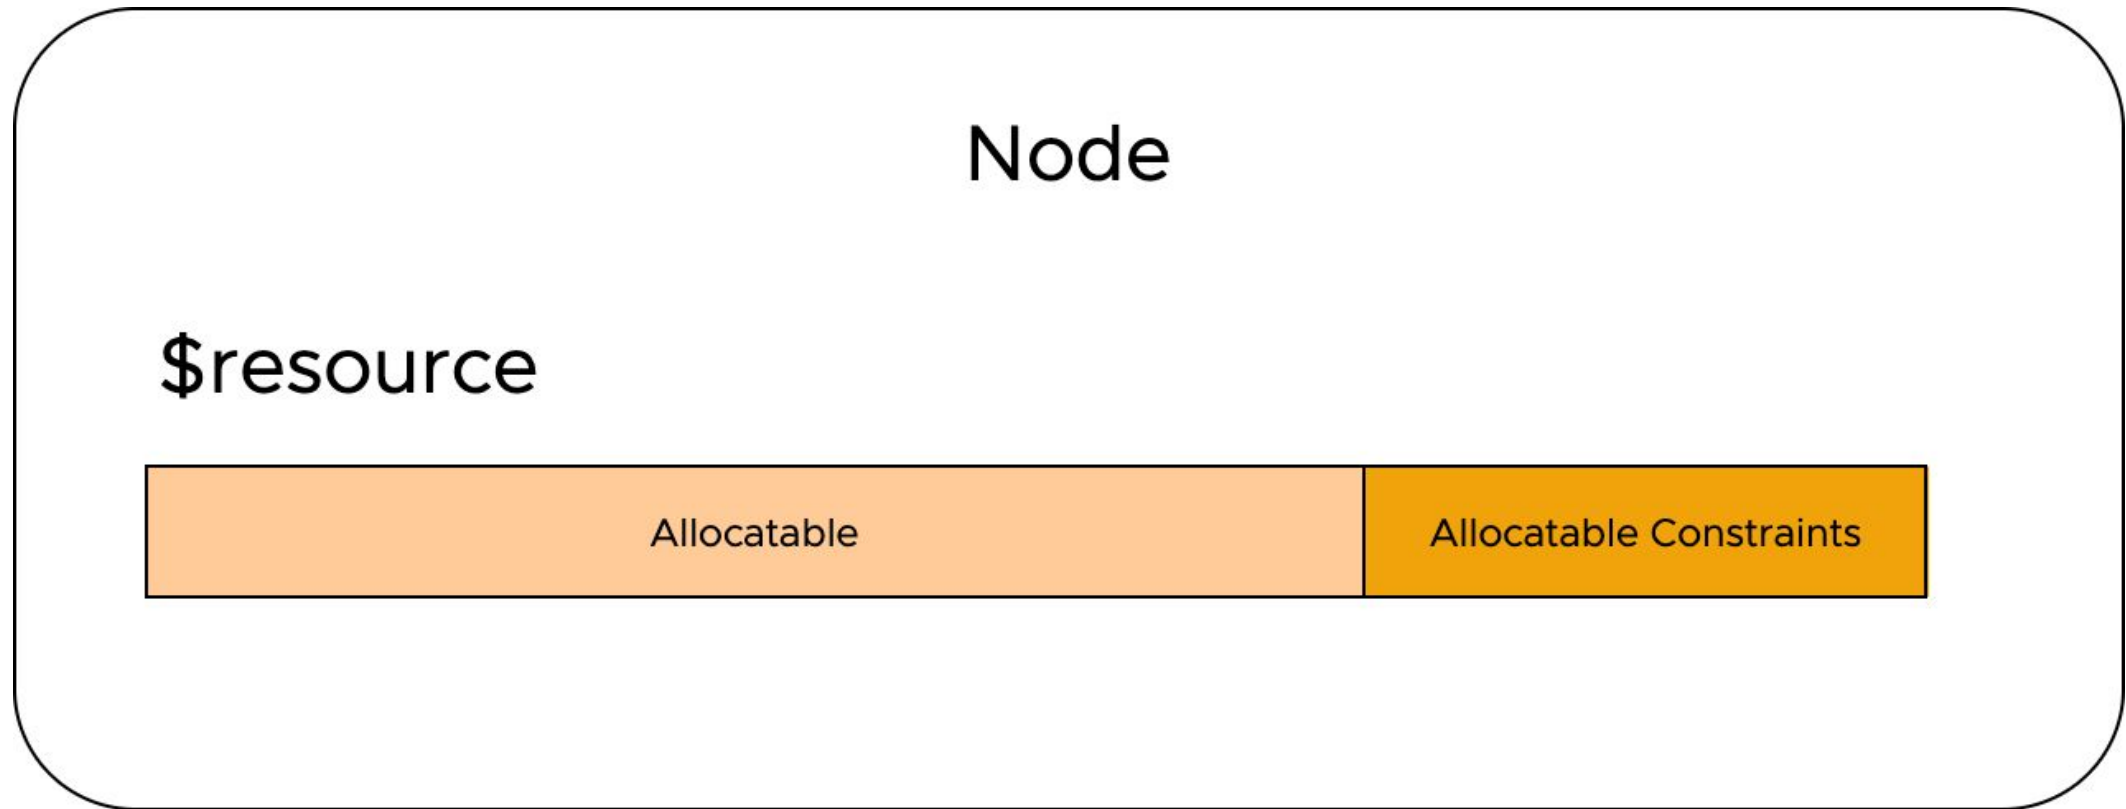 Node
$resource
Allocatable
Allocatable Constraints